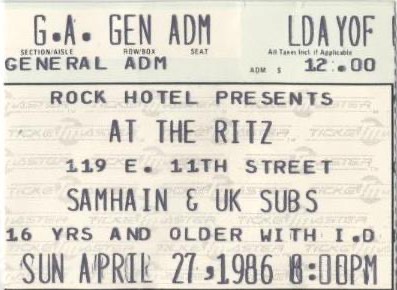 G.A. GEN ADM LDAYOF
SECTION/AISLE ROW/BOX SEAT All Taxes Incl. if Applicable
GENERAL ADM ADM $ 12.00
ROCK HOTEL PRESENTS
AT THE RITZ
119 E. 11TH STREET
SAMHAIN & UK SUBS
16 YRS AND OLDER WITH I.D
SUN APRIL 27,1986 8:00PM